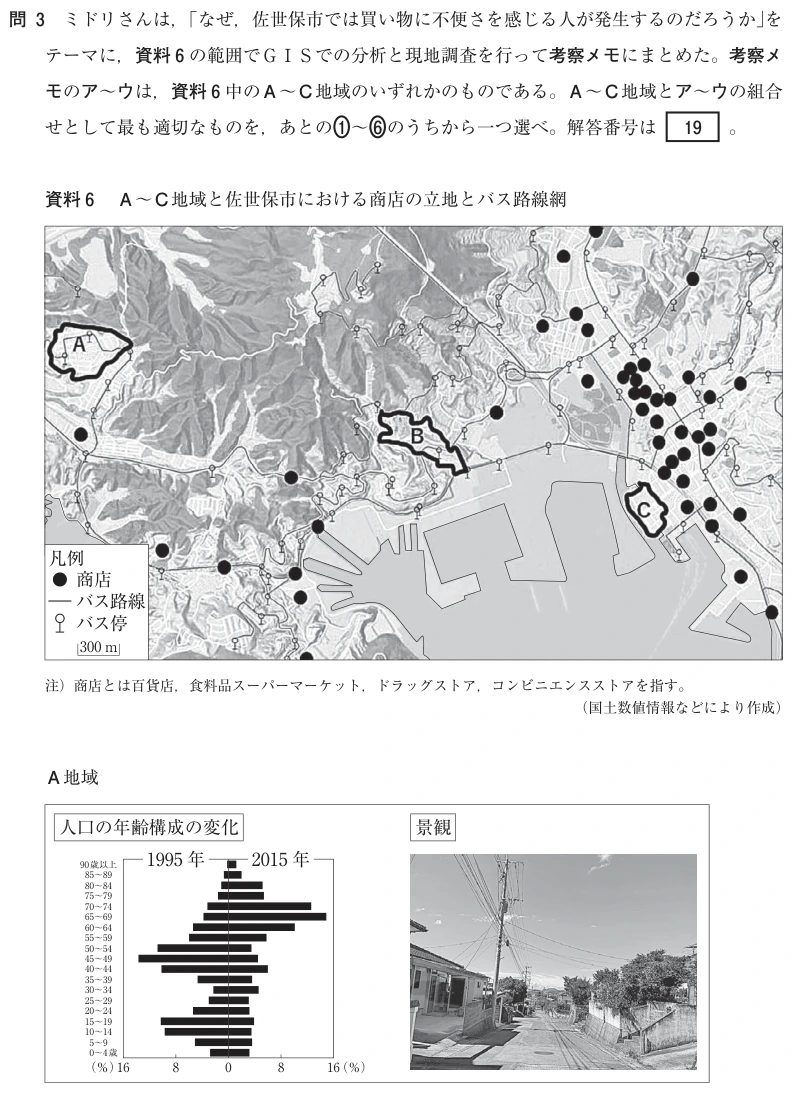 問 3 ミドリさんは，「なぜ，佐世保市では買い物に不便さを感じる人が発生するのだろうか」を
テーマに，資料 6 の範囲でＧＩＳでの分析と現地調査を行って考察メモにまとめた。考察メ
モのア～ウは，資料 6 中のＡ～Ｃ地域のいずれかのものである。Ａ～Ｃ地域とア～ウの組合
せとして最も適切なものを，あとの①～⑥のうちから一つ選べ。解答番号は 19 。
資料 6 Ａ～Ｃ地域と佐世保市における商店の立地とバス路線網
A
B
C
凡例
● 商店
― バス路線
バス停
300 m
注） 商店とは百貨店，食料品スーパーマーケット，ドラッグストア，コンビニエンスストアを指す。
（国土数値情報などにより作成）
A 地域
人口の年齢構成の変化
景観
1995 年 2015 年
90歳以上
85～89
80～84
75～79
70～74
65～69
60～64
55～59
50～54
45～49
40～44
35～39
30～34
25～29
20～24
15～19
10～14
5～9
0～4歳
（％）16 8 0 8 16（％）